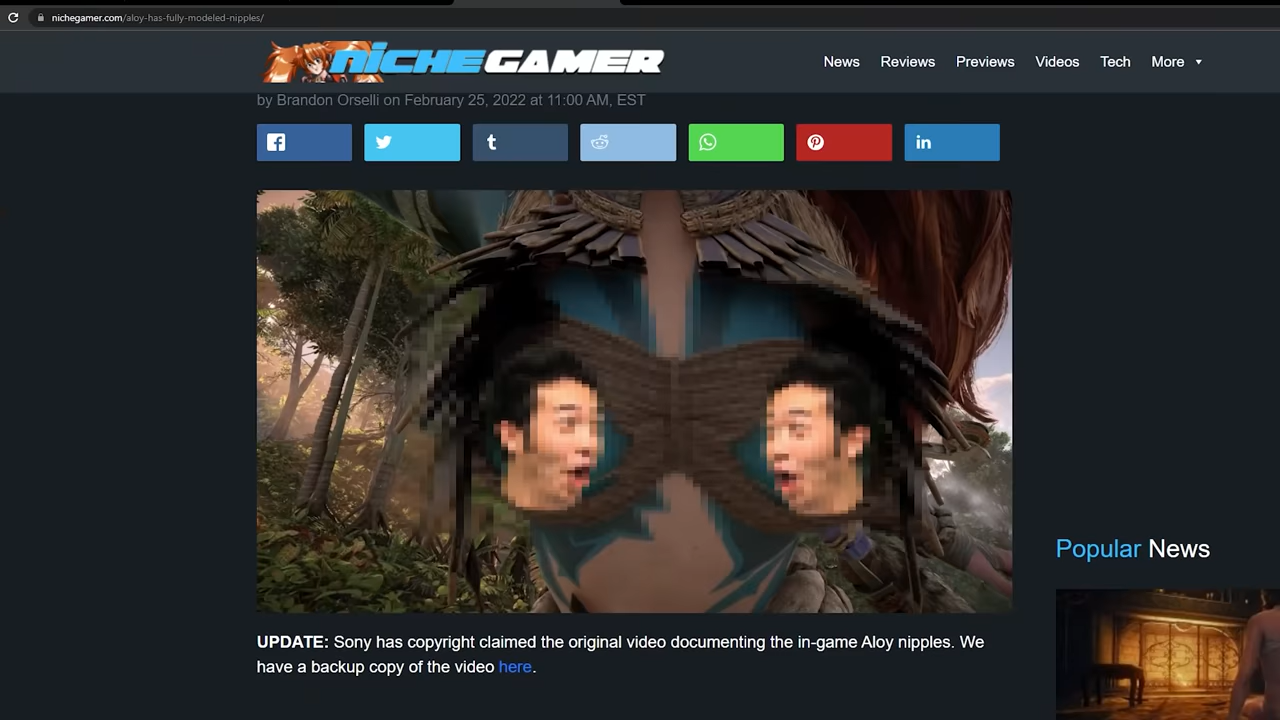 nichegamer.com/aloy-has-fully-modeled-nipples/
NICHEGAMER
News Reviews Previews Videos Tech More
by Brandon Orselli on February 25, 2022 at 11:00 AM, EST
UPDATE: Sony has copyright claimed the original video documenting the in-game Aloy nipples. We
have a backup copy of the video here.
Popular News